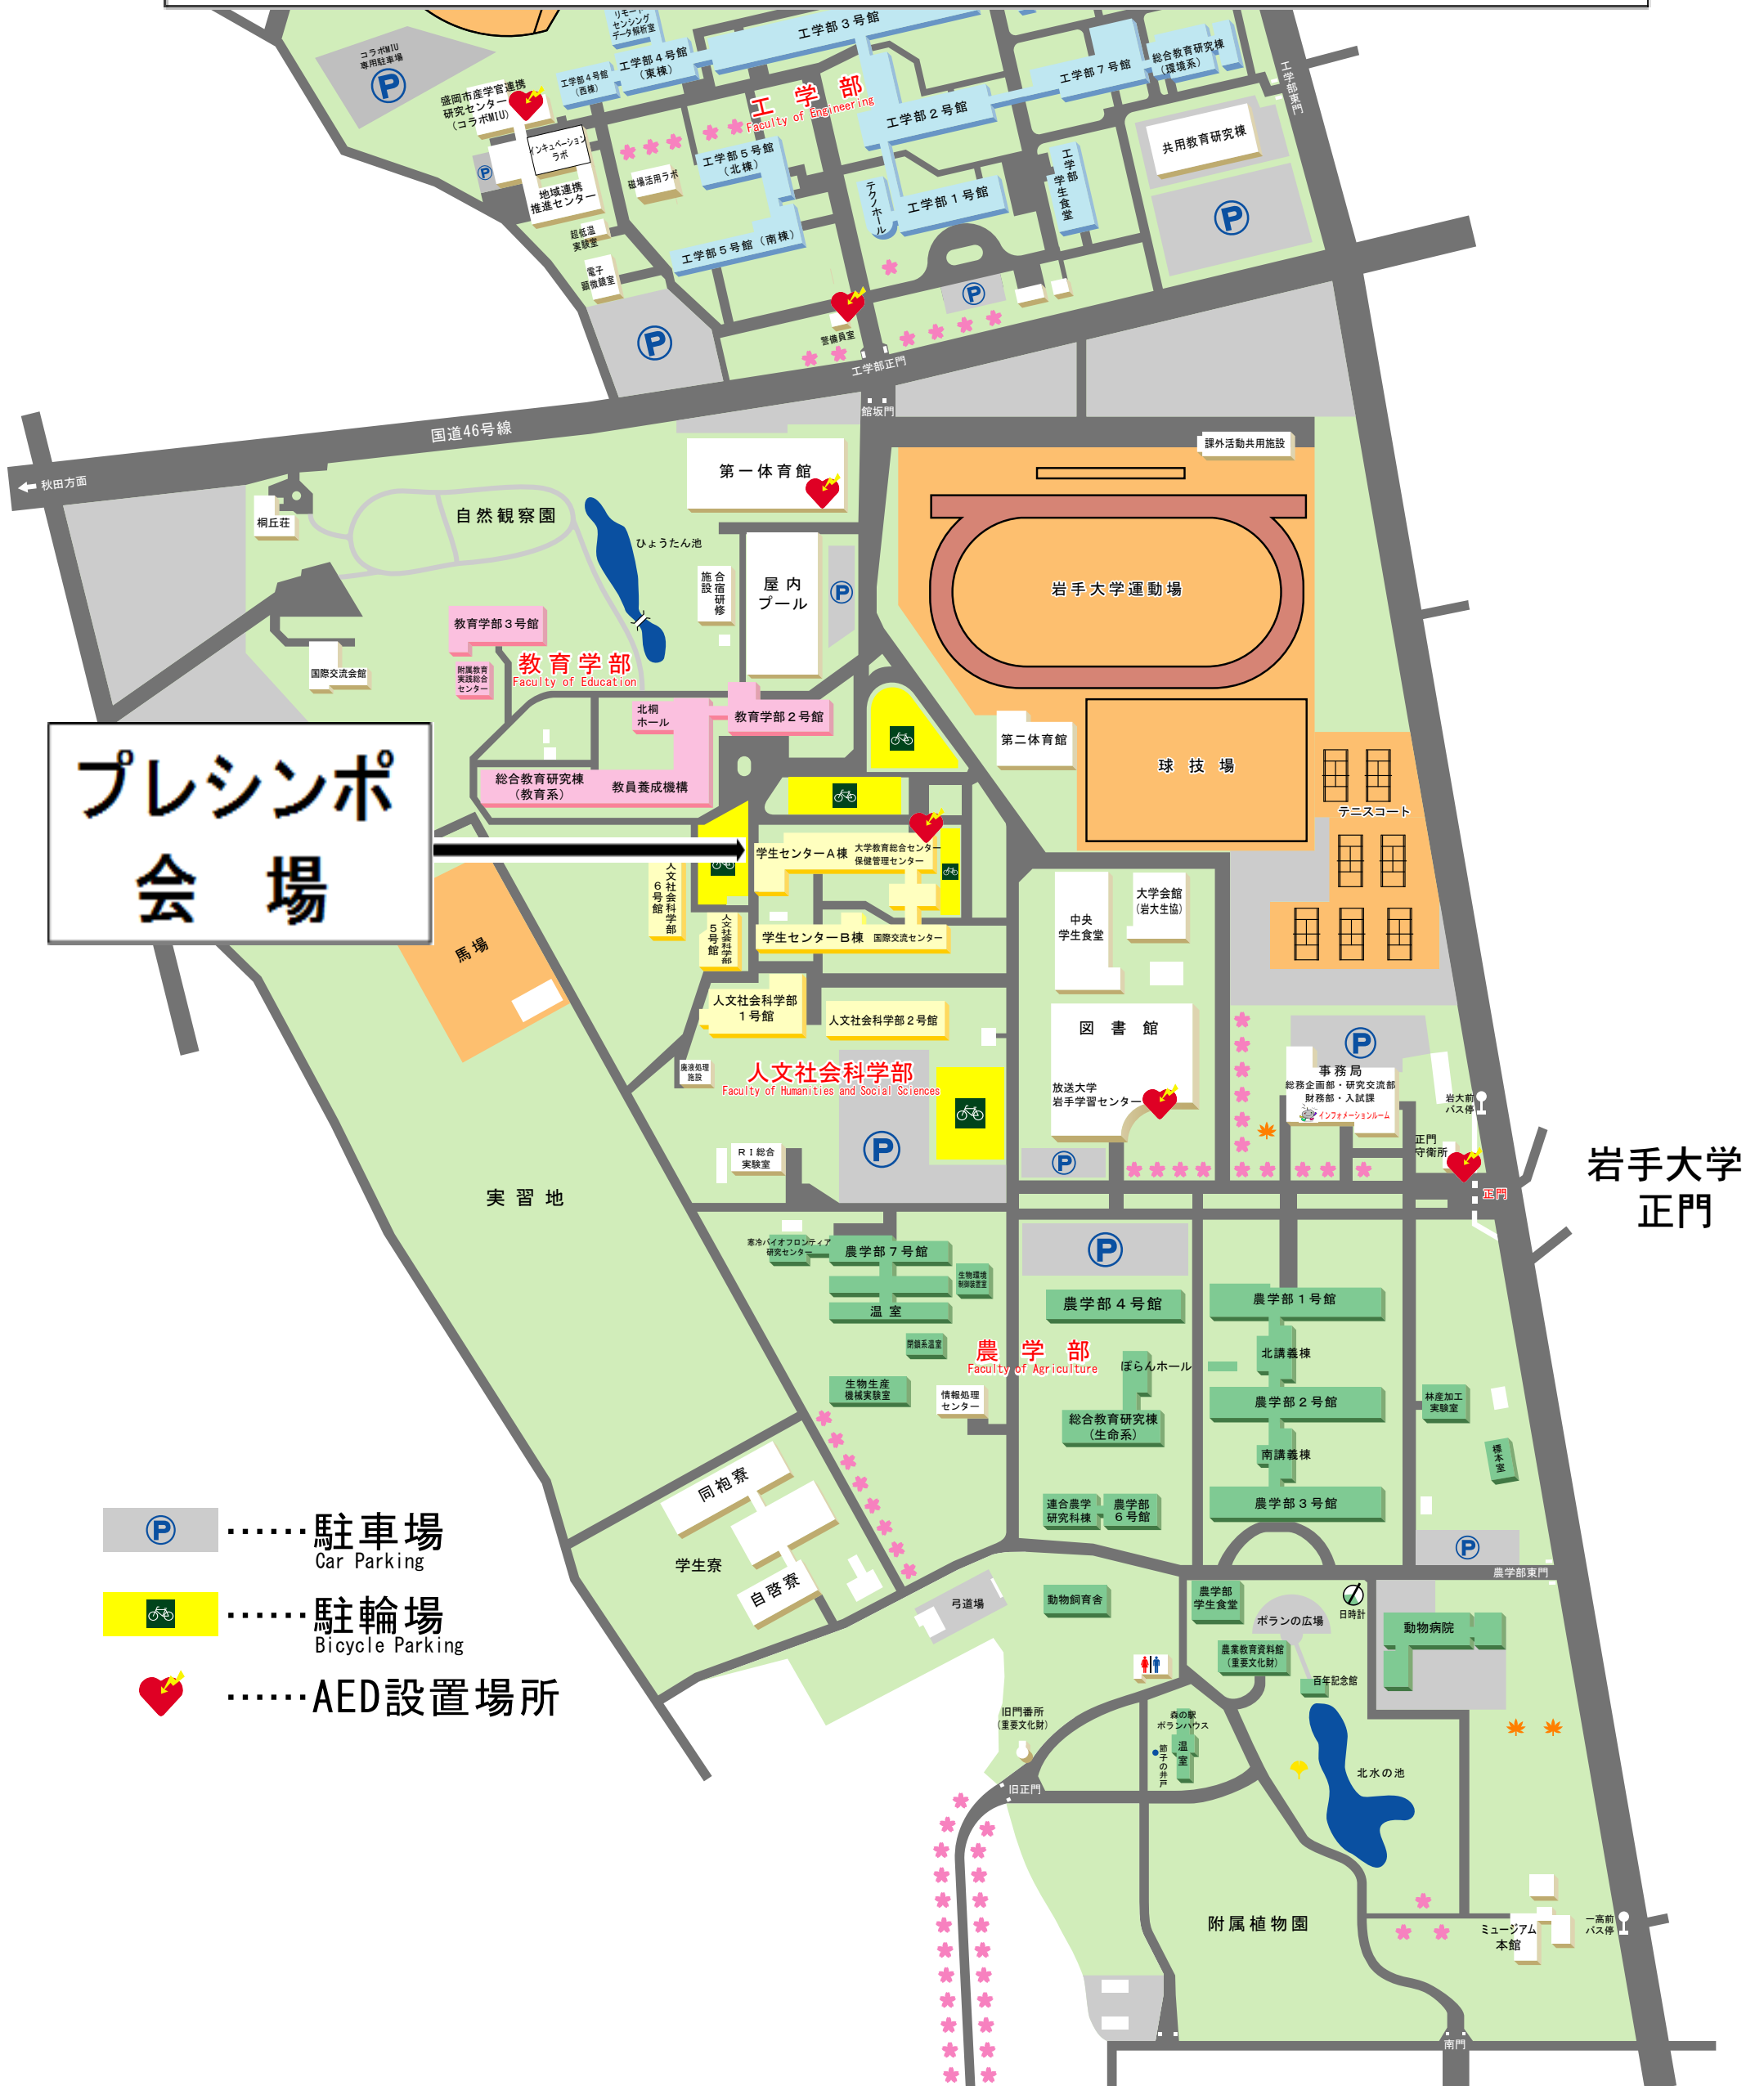 リモート
センシング
データ解析室
工学部３号館
コラボMIU
専用駐車場
工学部４号館
（東棟）
工学部４号館
（西棟）
工学部７号館
総合教育研究棟
（環境系）
工学部東門
盛岡市産学官連携
研究センター
（コラボMIU）
工学部
Faculty of Engineering
工学部２号館
共用教育研究棟
インキュベーション
ラボ
工学部５号館
（北棟）
工学部
学生食堂
磁場活用ラボ
地域連携
推進センター
テクノホール
工学部１号館
超低温
実験室
工学部５号館（南棟）
電子
顕微鏡室
警備員室
工学部正門
館坂門
国道46号線
秋田方面
第一体育館
課外活動共用施設
桐丘荘
自然観察園
ひょうたん池
合宿研修
施設
屋内
プール
岩手大学運動場
教育学部３号館
教育学部
Faculty of Education
附属教育
実践総合
センター
国際交流会館
北桐
ホール
教育学部２号館
第二体育館
球技場
総合教育研究棟
（教育系）
教員養成機構
テニスコート
プレシンポ
会場
学生センターＡ棟
大学教育総合センター
保健管理センター
人文社会科学部
６号館
人文社会科学部
５号館
学生センターＢ棟
国際交流センター
中央
学生食堂
大学会館
（岩大生協）
馬場
人文社会科学部
１号館
人文社会科学部２号館
図書館
廃液処理
施設
人文社会科学部
Faculty of Humanities and Social Sciences
放送大学
岩手学習センター
事務局
総務企画部・研究交流部
財務部・入試課
インフォメーションルーム
岩大前
バス停
正門
守衛所
正門
岩手大学
正門
ＲＩ総合
実験室
実習地
寒冷バイオフロンティア
研究センター
農学部７号館
生物環境
制御装置室
温室
農学部４号館
農学部１号館
閉鎖系温室
農学部
Faculty of Agriculture
ぽらんホール
北講義棟
生物生産
機械実験室
情報処理
センター
総合教育研究棟
（生命系）
農学部２号館
林産加工
実験室
南講義棟
標本室
同袍寮
連合農学
研究科棟
農学部
６号館
農学部３号館
学生寮
自啓寮
農学部東門
弓道場
動物飼育舎
農学部
学生食堂
ポランの広場
日時計
動物病院
農業教育資料館
（重要文化財）
百年記念館
旧門番所
（重要文化財）
森の駅
ポランハウス
温室
節子の井戸
北水の池
旧正門
附属植物園
ミュージアム
本館
一高前
バス停
南門
……駐車場
Car Parking
……駐輪場
Bicycle Parking
……AED設置場所